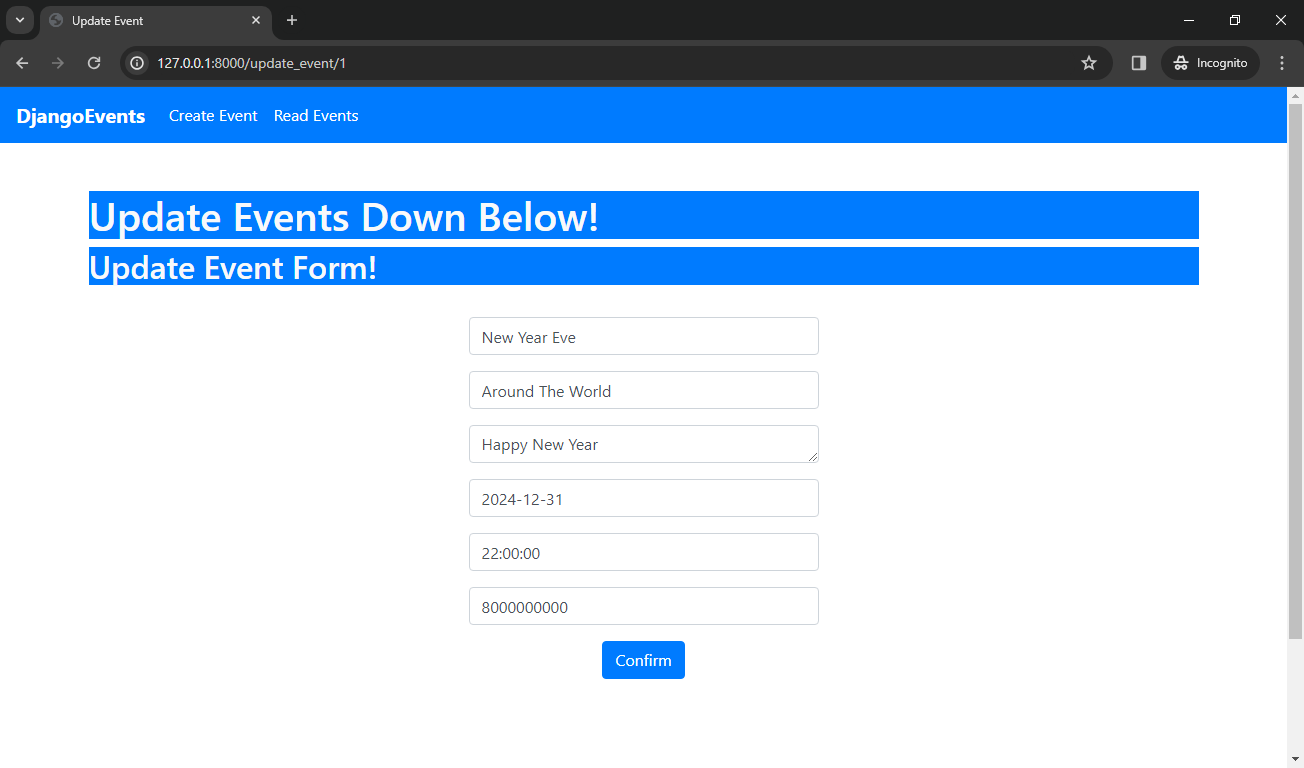 Update Event
127.0.0.1:8000/update_event/1
Incognito
DjangoEvents Create Event Read Events
Update Events Down Below!
Update Event Form!
New Year Eve
Around The World
Happy New Year
2024-12-31
22:00:00
8000000000
Confirm